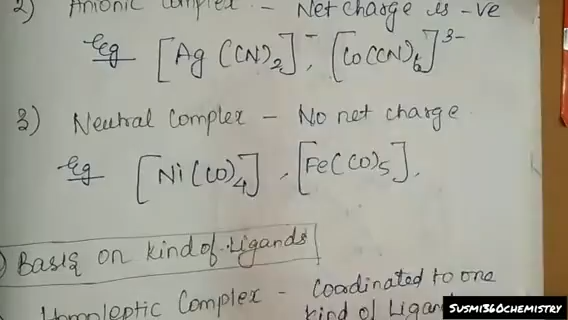 2) Anionic Complex - Net charge is -ve
Eg [Ag(CN)2]-, [Co(CN)6]3-
3) Neutral Complex - No net charge
Eg [Ni(CO)4], [Fe(CO)5].
Basis on kind of Ligands
Homoleptic Complex - Coordinated to one
kind of Ligand
SUSMI360CHEMISTRY